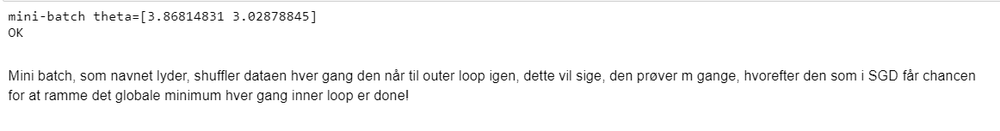 mini-batch theta=[3.86814831 3.02878845]
OK
Mini batch, som navnet lyder, shuffler dataen hver gang den når til outer loop igen, dette vil sige, den prøver m gange, hvorefter den som i SGD får chancen
for at ramme det globale minimum hver gang inner loop er done!